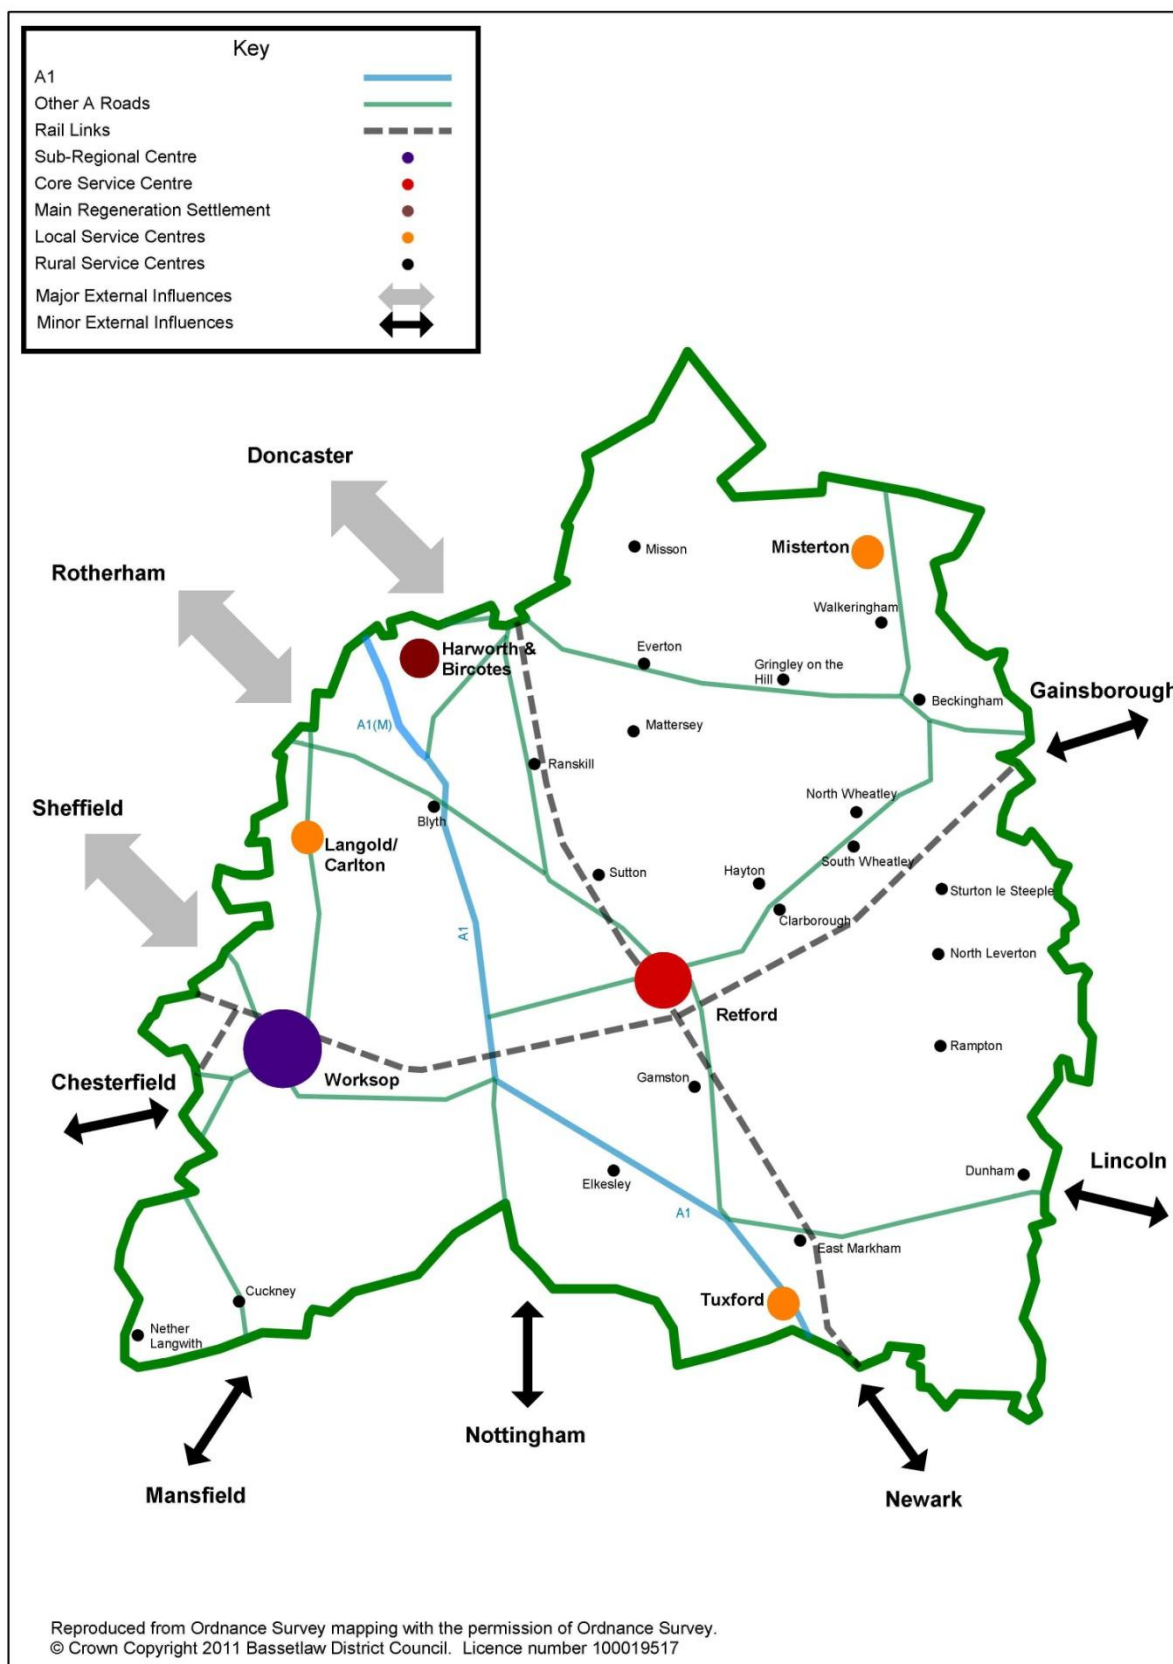 Key
A1
Other A Roads
Rail Links
Sub-Regional Centre
Core Service Centre
Main Regeneration Settlement
Local Service Centres
Rural Service Centres
Major External Influences
Minor External Influences
Doncaster
Rotherham
Misson
Misterton
Walkeringham
Harworth &
Bircotes
Everton
Gringley on the
Hill
Beckingham
Gainsborough
A1(M)
Mattersey
Ranskill
Sheffield
Blyth
North Wheatley
Langold/
Carlton
South Wheatley
Sutton
Hayton
Sturton le Steeple
Clarborough
A1
North Leverton
Retford
Rampton
Chesterfield
Worksop
Gamston
Lincoln
Dunham
Elkesley
A1
East Markham
Cuckney
Tuxford
Nether
Langwith
Nottingham
Mansfield
Newark
Reproduced from Ordnance Survey mapping with the permission of Ordnance Survey.
© Crown Copyright 2011 Bassetlaw District Council.  Licence number 100019517